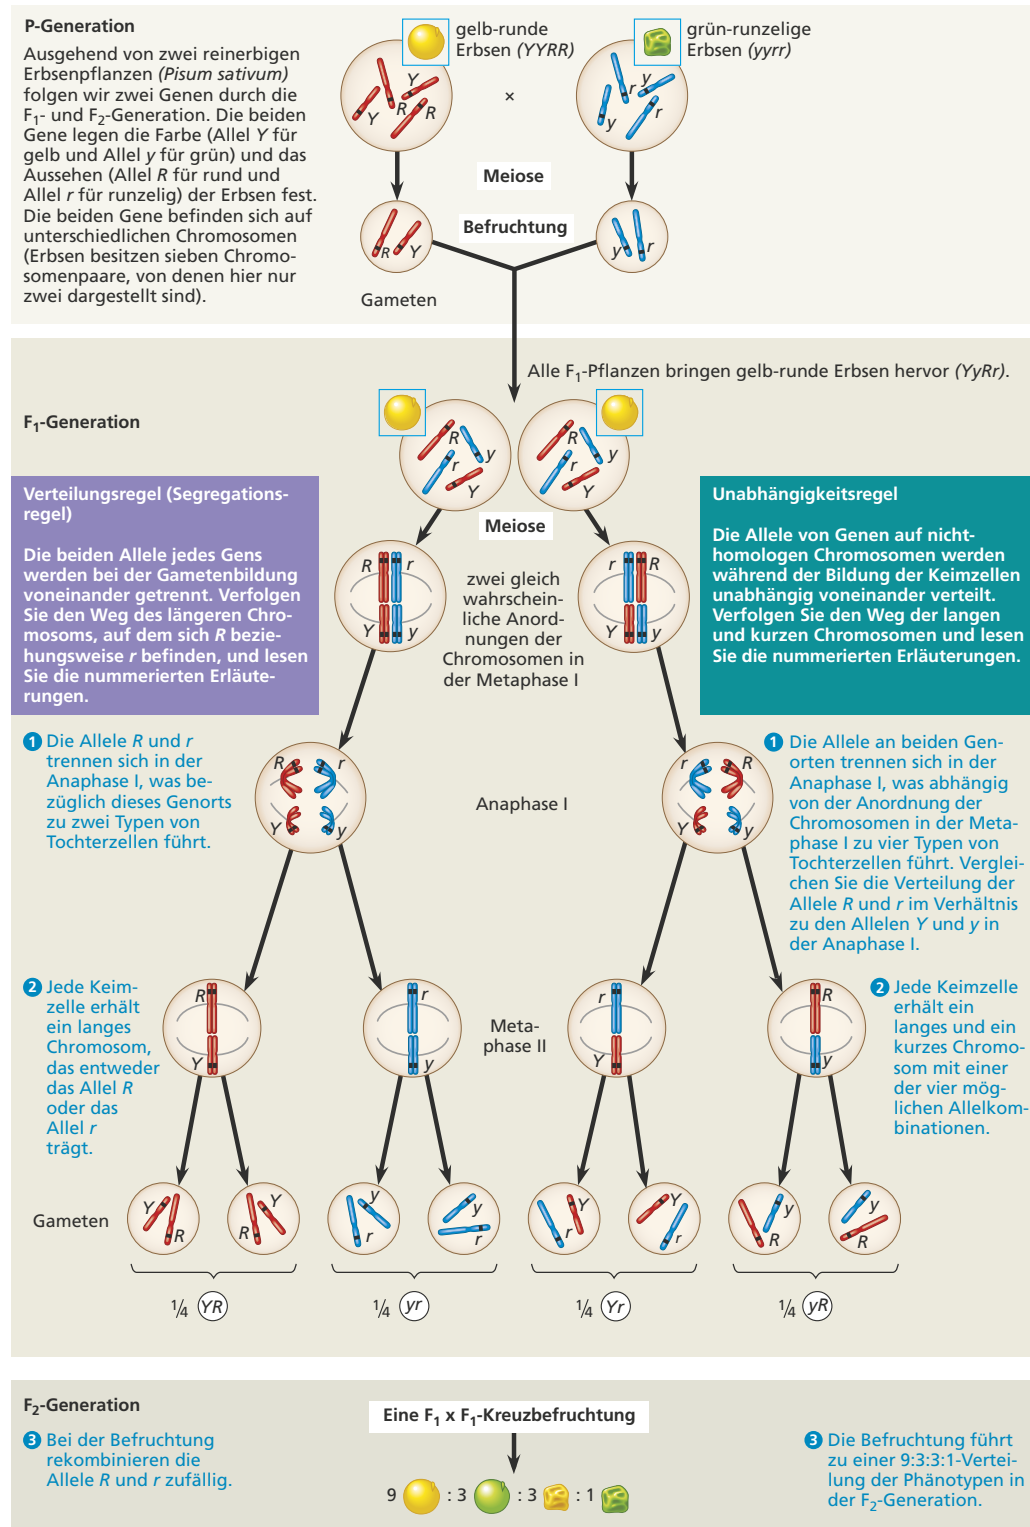 P-Generation
Ausgehend von zwei reinerbigen
Erbsenpflanzen (Pisum sativum)
folgen wir zwei Genen durch die
F1- und F2-Generation. Die beiden
Gene legen die Farbe (Allel Y für
gelb und Allel y für grün) und das
Aussehen (Allel R für rund und
Allel r für runzelig) der Erbsen fest.
Die beiden Gene befinden sich auf
unterschiedlichen Chromosomen
(Erbsen besitzen sieben Chromo-
somenpaare, von denen hier nur
zwei dargestellt sind).
gelb-runde
Erbsen (YYRR)
grün-runzelige
Erbsen (yyrr)
Y
Y R R
×
y
r
y r
Meiose
Befruchtung
R Y
y r
Gameten
Alle F1-Pflanzen bringen gelb-runde Erbsen hervor (YyRr).
F1-Generation
R
r y
Y
R
r y
Y
Meiose
Verteilungsregel (Segregations-
regel)
Die beiden Allele jedes Gens
werden bei der Gametenbildung
voneinander getrennt. Verfolgen
Sie den Weg des längeren Chro-
mosoms, auf dem sich R bezie-
hungsweise r befinden, und lesen
Sie die nummerierten Erläute-
rungen.
R r
Y y
zwei gleich
wahrschein-
liche Anord-
nungen der
Chromosomen in
der Metaphase I
r R
Y y
Unabhängigkeitsregel
Die Allele von Genen auf nicht-
homologen Chromosomen werden
während der Bildung der Keimzellen
unabhängig voneinander verteilt.
Verfolgen Sie den Weg der langen
und kurzen Chromosomen und lesen
Sie die nummerierten Erläuterungen.
1 Die Allele R und r
trennen sich in der
Anaphase I, was be-
züglich dieses Genorts
zu zwei Typen von
Tochterzellen führt.
R r
Y y
Anaphase I
r R
Y y
1 Die Allele an beiden Gen-
orten trennen sich in der
Anaphase I, was abhängig
von der Anordnung der
Chromosomen in der Meta-
phase I zu vier Typen von
Tochterzellen führt. Verglei-
chen Sie die Verteilung der
Allele R und r im Verhältnis
zu den Allelen Y und y in
der Anaphase I.
2 Jede Keim-
zelle erhält
ein langes
Chromosom,
das entweder
das Allel R
oder das
Allel r
trägt.
R
Y
r
y
Meta-
phase II
r
Y
R
y
2 Jede Keimzelle
erhält ein
langes und ein
kurzes Chromo-
som mit einer
der vier mög-
lichen Allelkom-
binationen.
Gameten
Y R
Y R
y r
y r
Y r
Y r
y R
y R
1/4 YR
1/4 yr
1/4 Yr
1/4 yR
F2-Generation
3 Bei der Befruchtung
rekombinieren die
Allele R und r zufällig.
Eine F1 x F1-Kreuzbefruchtung
9 : 3 : 3 : 1
3 Die Befruchtung führt
zu einer 9:3:3:1-Vertei-
lung der Phänotypen in
der F2-Generation.